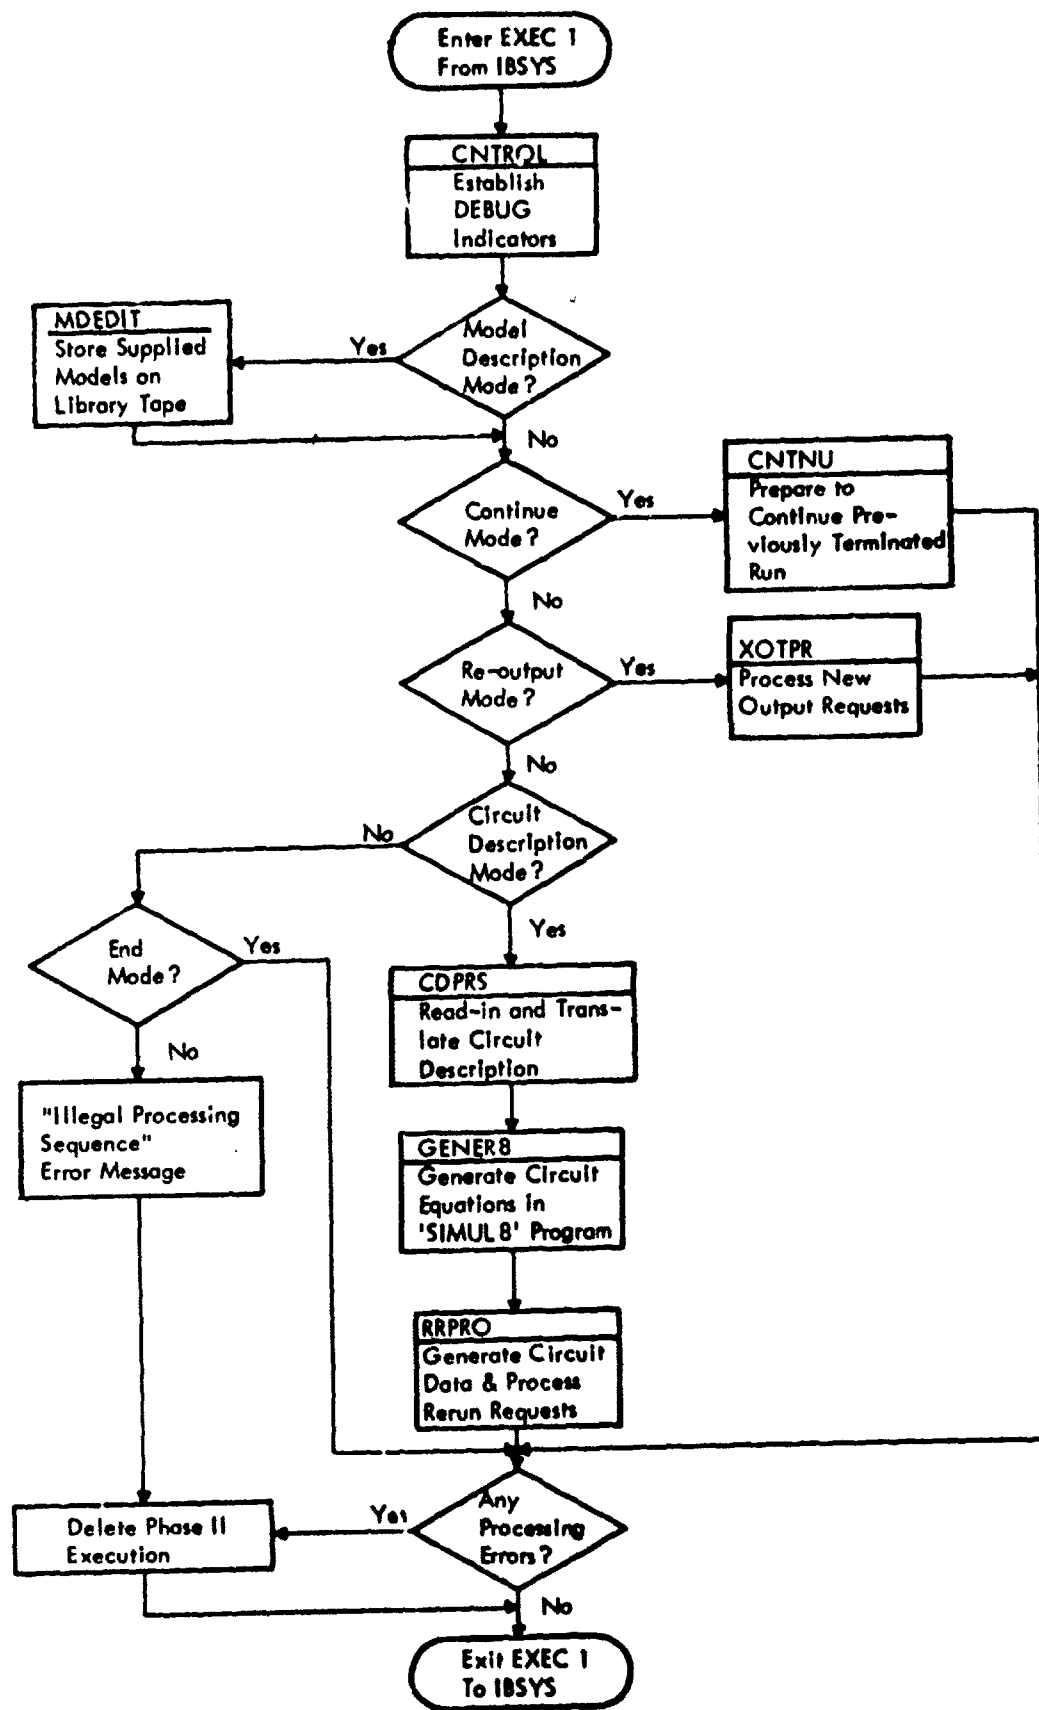 Enter EXEC 1
From IBSYS
CNTROL
Establish
DEBUG
Indicators
Model
Description
Mode?
Yes
No
MDEDIT
Store Supplied
Models on
Library Tape
Continue
Mode?
Yes
No
CNTNU
Prepare to
Continue Pre-
viously Terminated
Run
Re-output
Mode?
Yes
No
XOTPR
Process New
Output Requests
Circuit
Description
Mode?
No
Yes
End
Mode?
Yes
No
CDPRS
Read-in and Trans-
late Circuit
Description
"Illegal Processing
Sequence"
Error Message
GENER8
Generate Circuit
Equations in
'SIMUL8' Program
RRPRO
Generate Circuit
Data & Process
Rerun Requests
Any
Processing
Errors?
Yes
No
Delete Phase II
Execution
Exit EXEC 1
To IBSYS